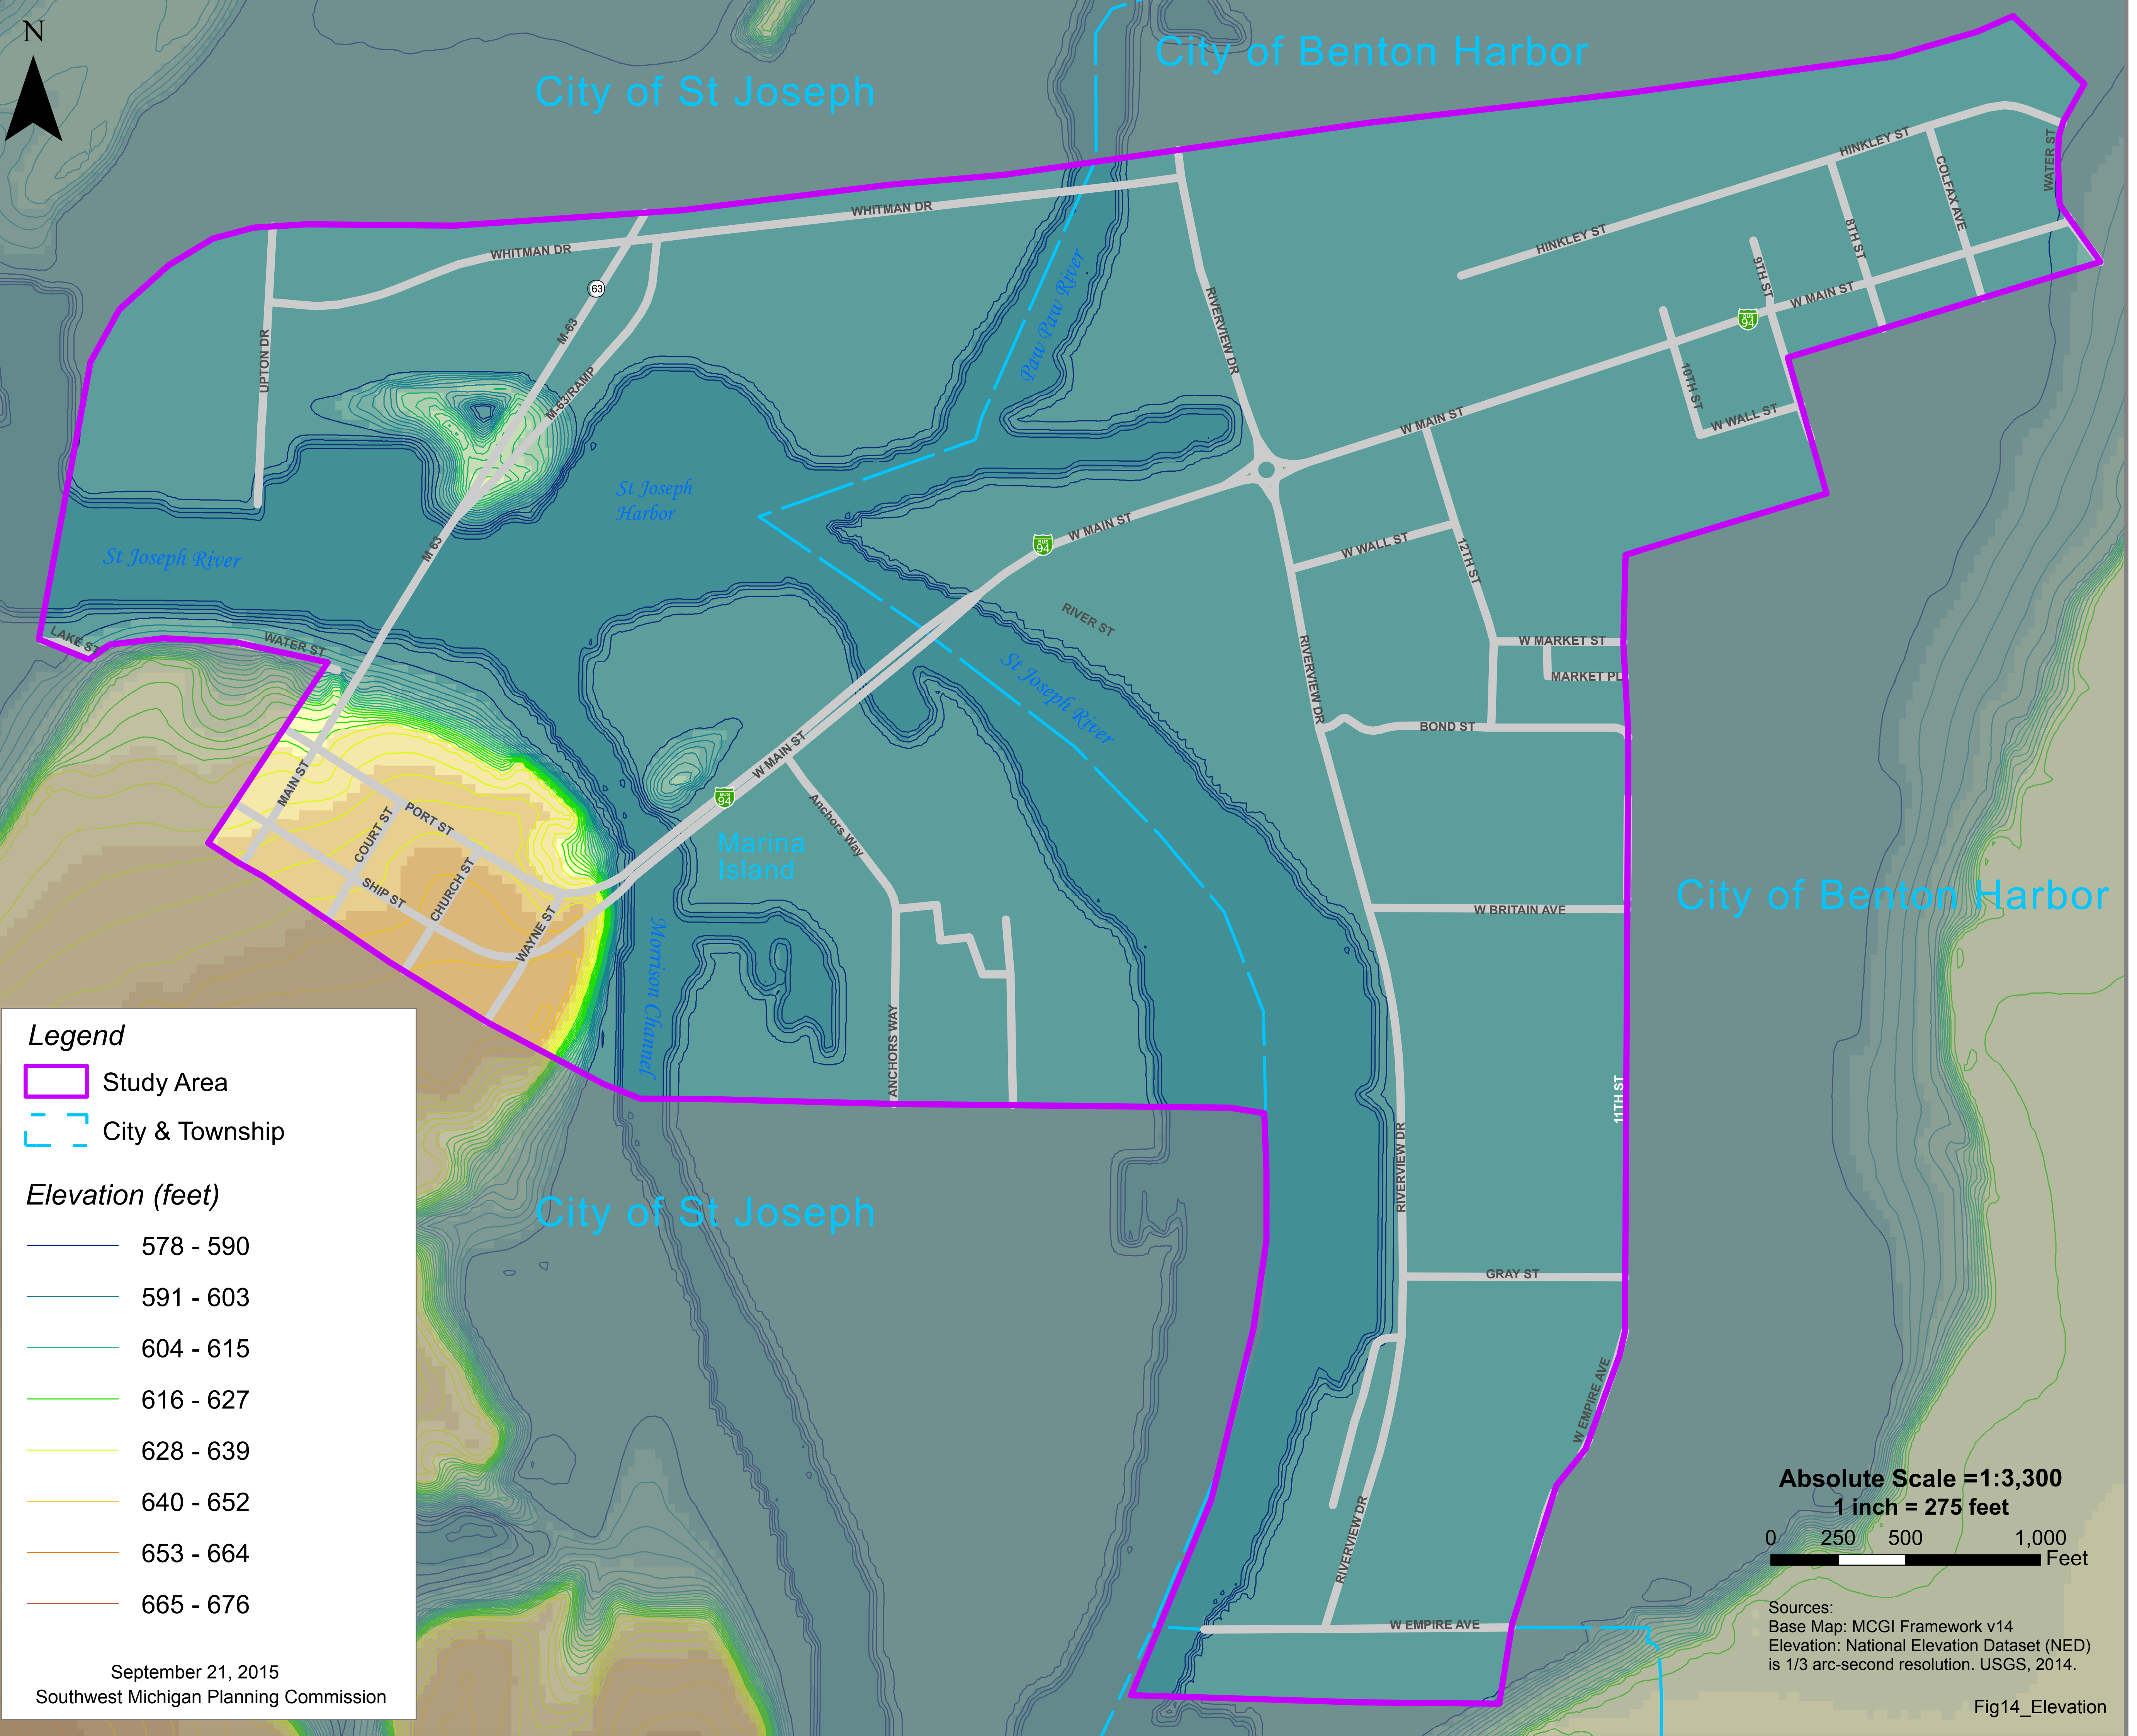 N
City of Benton Harbor
City of St Joseph
HINKLEY ST
WATER ST
COLFAX AVE
WHITMAN DR
WHITMAN DR
HINKLEY ST
8TH ST
9TH ST
W MAIN ST
BUS
94
63
M-63
UPTON DR
Paw Paw River
RIVERVIEW DR
M-63/RAMP
10TH ST
W WALL ST
W MAIN ST
St Joseph
Harbor
M 63
St Joseph River
W MAIN ST
BUS
94
W WALL ST
12TH ST
RIVER ST
LAKE ST
WATER ST
St Joseph River
RIVERVIEW DR
W MARKET ST
MARKET PL
BOND ST
W MAIN ST
BUS
94
MAIN ST
COURT ST
PORT ST
Anchors Way
Marina
Island
SHIP ST
CHURCH ST
WAYNE ST
City of Benton Harbor
W BRITAIN AVE
Morrison Channel
ANCHORS WAY
11TH ST
RIVERVIEW DR
City of St Joseph
GRAY ST
W EMPIRE AVE
RIVERVIEW DR
W EMPIRE AVE
Legend
Study Area
City & Township
Elevation (feet)
578 - 590
591 - 603
604 - 615
616 - 627
628 - 639
640 - 652
653 - 664
665 - 676
September 21, 2015
Southwest Michigan Planning Commission
Absolute Scale =1:3,300
1 inch = 275 feet
0 250 500 1,000
Feet
Sources:
Base Map: MCGI Framework v14
Elevation: National Elevation Dataset (NED)
is 1/3 arc-second resolution. USGS, 2014.
Fig14_Elevation